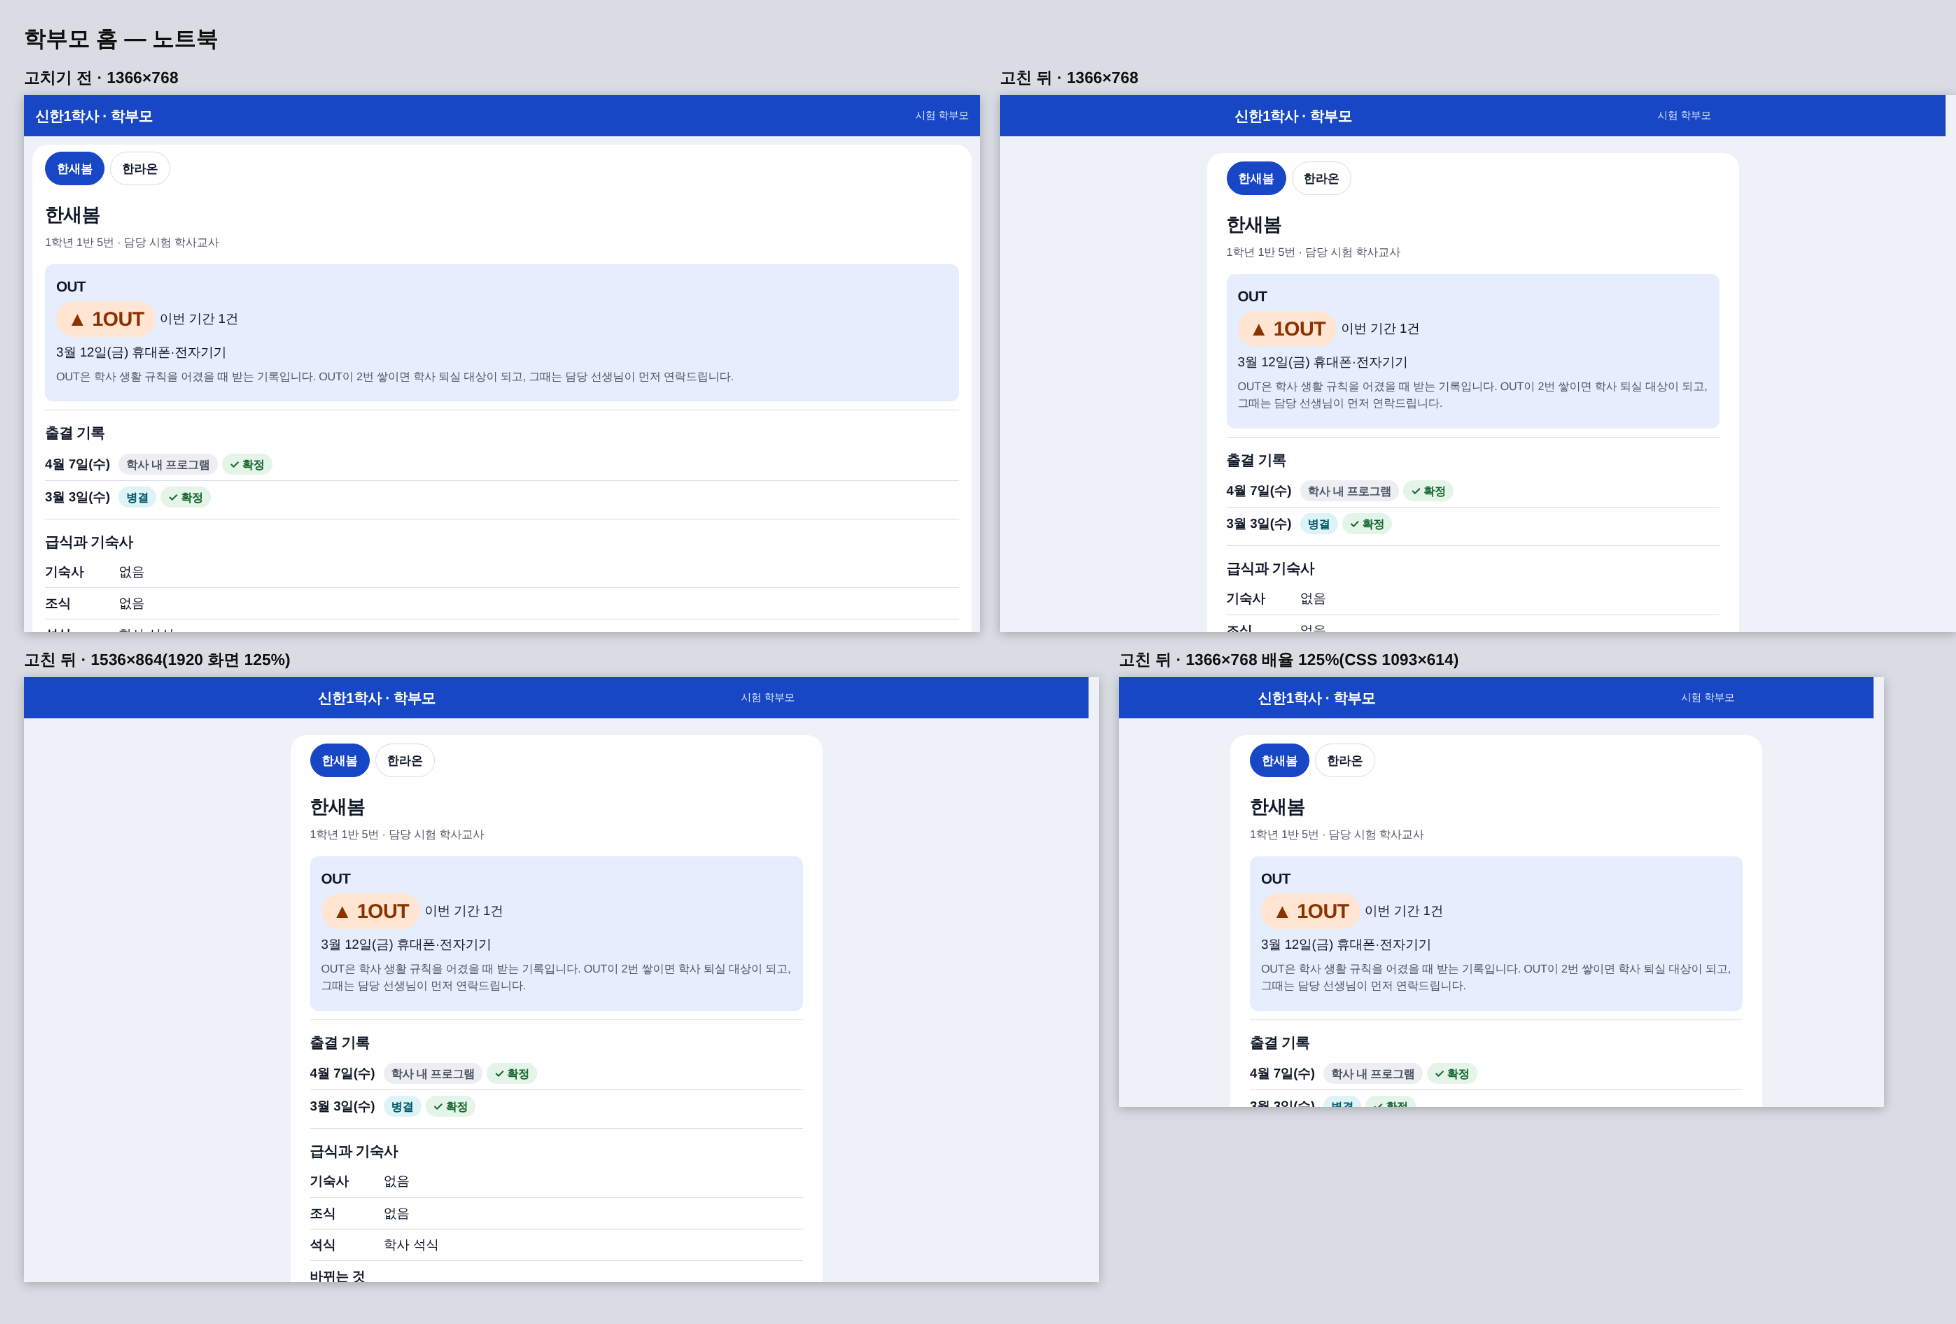 학부모 홈 — 노트북
고치기 전 · 1366×768
신한1학사 · 학부모
시험 학부모
한새봄
한라온
한새봄
1학년 1반 5번 · 담당 시험 학사교사
OUT
▲ 1OUT 이번 기간 1건
3월 12일(금) 휴대폰·전자기기
OUT은 학사 생활 규칙을 어겼을 때 받는 기록입니다. OUT이 2번 쌓이면 학사 퇴실 대상이 되고, 그때는 담당 선생님이 먼저 연락드립니다.
출결 기록
4월 7일(수) 학사 내 프로그램 ✓ 확정
3월 3일(수) 병결 ✓ 확정
급식과 기숙사
기숙사 없음
조식 없음
고친 뒤 · 1366×768
신한1학사 · 학부모
시험 학부모
한새봄
한라온
한새봄
1학년 1반 5번 · 담당 시험 학사교사
OUT
▲ 1OUT 이번 기간 1건
3월 12일(금) 휴대폰·전자기기
OUT은 학사 생활 규칙을 어겼을 때 받는 기록입니다. OUT이 2번 쌓이면 학사 퇴실 대상이 되고,
그때는 담당 선생님이 먼저 연락드립니다.
출결 기록
4월 7일(수) 학사 내 프로그램 ✓ 확정
3월 3일(수) 병결 ✓ 확정
급식과 기숙사
기숙사 없음
조식 없음
고친 뒤 · 1536×864(1920 화면 125%)
신한1학사 · 학부모
시험 학부모
한새봄
한라온
한새봄
1학년 1반 5번 · 담당 시험 학사교사
OUT
▲ 1OUT 이번 기간 1건
3월 12일(금) 휴대폰·전자기기
OUT은 학사 생활 규칙을 어겼을 때 받는 기록입니다. OUT이 2번 쌓이면 학사 퇴실 대상이 되고,
그때는 담당 선생님이 먼저 연락드립니다.
출결 기록
4월 7일(수) 학사 내 프로그램 ✓ 확정
3월 3일(수) 병결 ✓ 확정
급식과 기숙사
기숙사 없음
조식 없음
석식 학사 석식
바뀌는 것
고친 뒤 · 1366×768 배율 125%(CSS 1093×614)
신한1학사 · 학부모
시험 학부모
한새봄
한라온
한새봄
1학년 1반 5번 · 담당 시험 학사교사
OUT
▲ 1OUT 이번 기간 1건
3월 12일(금) 휴대폰·전자기기
OUT은 학사 생활 규칙을 어겼을 때 받는 기록입니다. OUT이 2번 쌓이면 학사 퇴실 대상이 되고,
그때는 담당 선생님이 먼저 연락드립니다.
출결 기록
4월 7일(수) 학사 내 프로그램 ✓ 확정
3월 3일(수) 병결 ✓ 확정